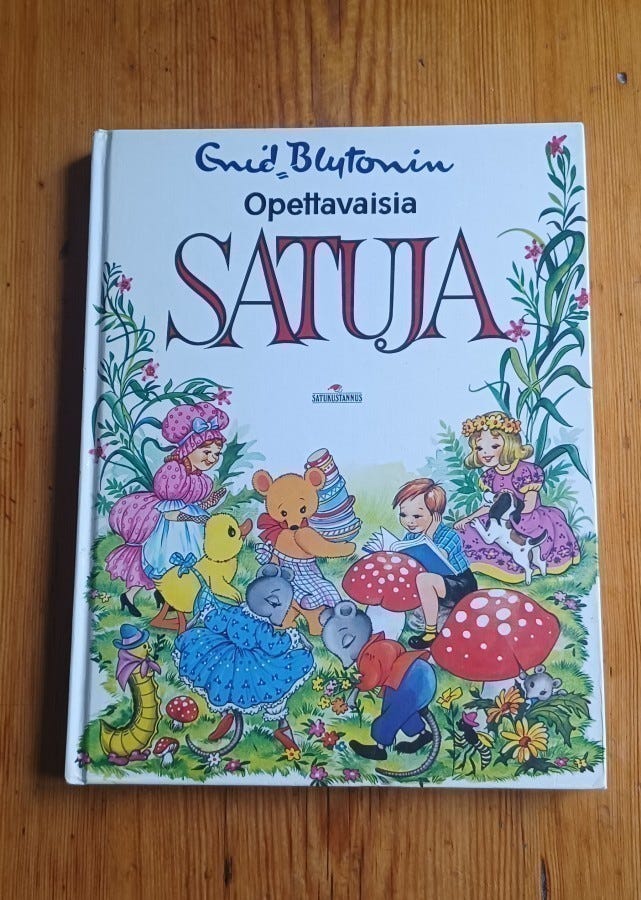 Enid Blytonin
Opettavaisia
SATUJA
SATUKUSTANNUS